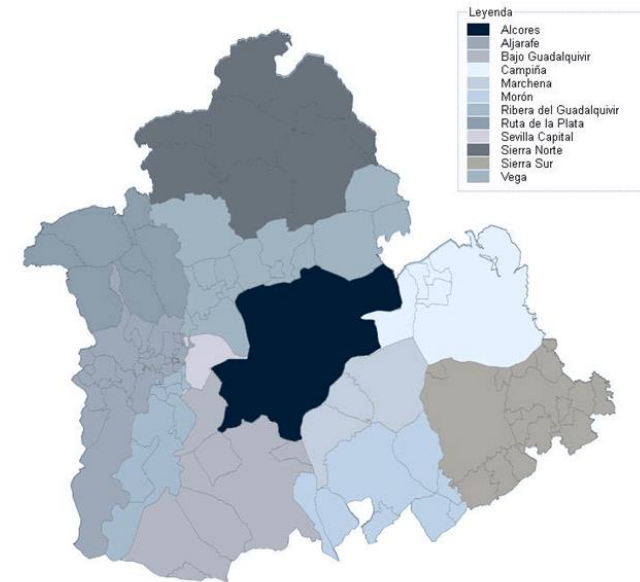 Leyenda
Alcores
Aljarafe
Bajo Guadalquivir
Campiña
Marchena
Morón
Ribera del Guadalquivir
Ruta de la Plata
Sevilla Capital
Sierra Norte
Sierra Sur
Vega